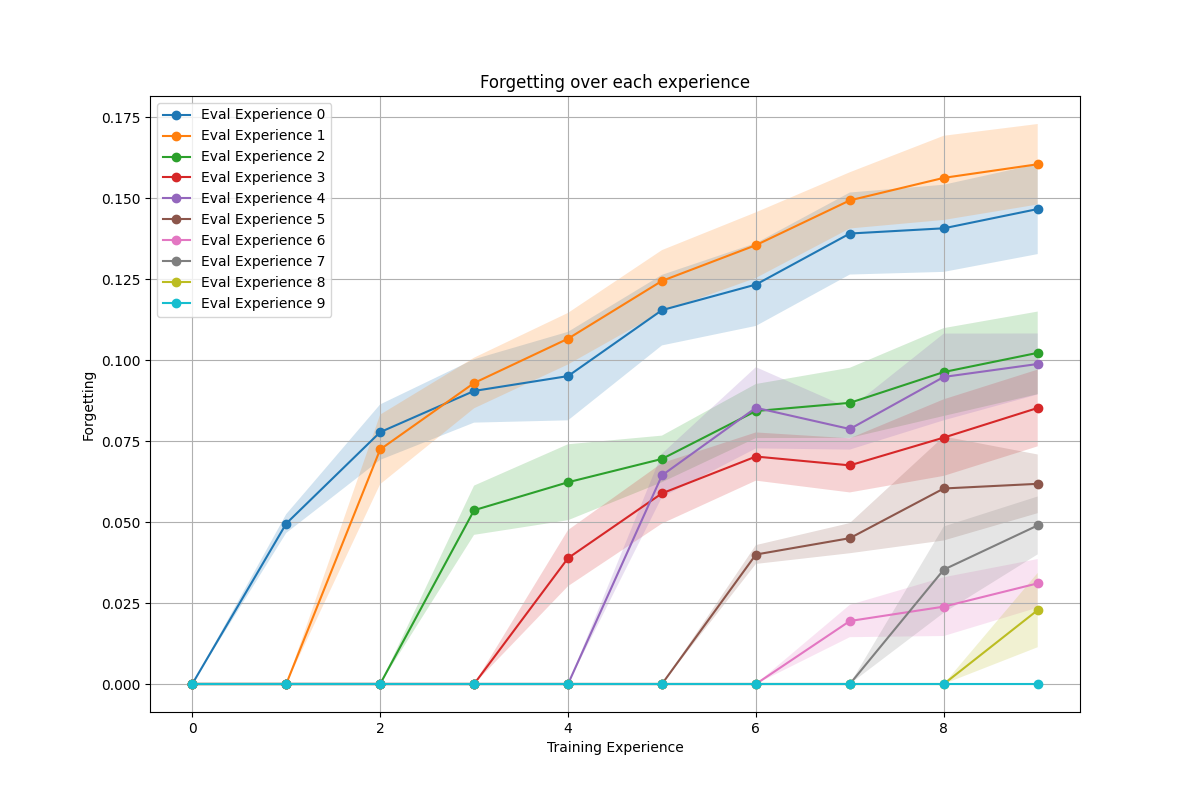 Forgetting over each experience
Eval Experience 0
Eval Experience 1
Eval Experience 2
Eval Experience 3
Eval Experience 4
Eval Experience 5
Eval Experience 6
Eval Experience 7
Eval Experience 8
Eval Experience 9
Forgetting
0.175
0.150
0.125
0.100
0.075
0.050
0.025
0.000
0 2 4 6 8
Training Experience